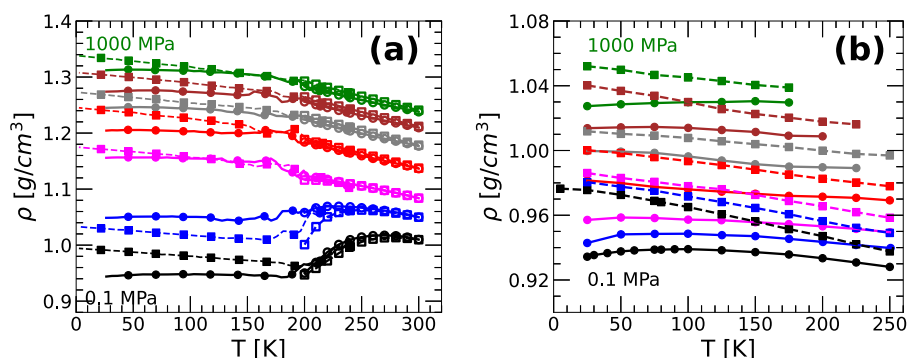 1000 MPa
(a)
ρ [g/cm³]
1.4
1.3
1.2
1.1
1.0
0.9
0.1 MPa
0 50 100 150 200 250 300
T [K]
1000 MPa
(b)
ρ [g/cm³]
1.08
1.04
1.00
0.96
0.92
0.1 MPa
0 50 100 150 200 250
T [K]